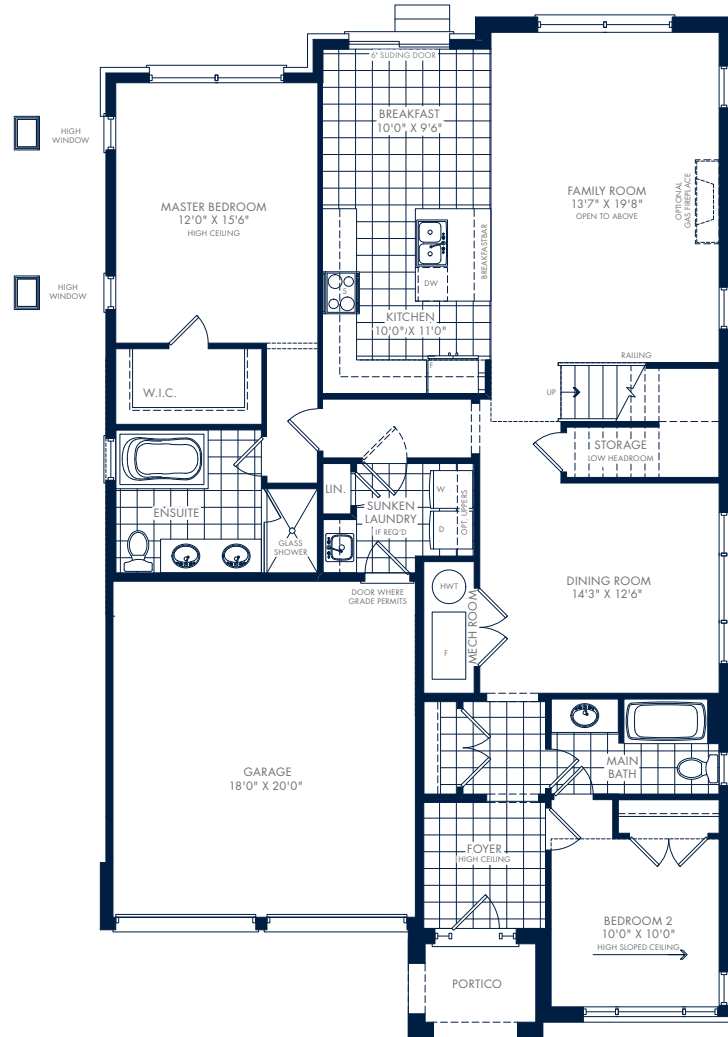 6' SLIDING DOOR
BREAKFAST
10'0" X 9'6"
HIGH
WINDOW
MASTER BEDROOM
12'0" X 15'6"
HIGH CEILING
FAMILY ROOM
13'7" X 19'8"
OPEN TO ABOVE
OPTIONAL
GAS FIREPLACE
BREAKFASTBAR
DW
S
HIGH
WINDOW
KITCHEN
10'0" X 11'0"
F
RAILING
UP
W.I.C.
STORAGE
LOW HEADROOM
LIN.
SUNKEN
LAUNDRY
IF REQ'D
W
D
OPT. UPPERS
ENSUITE
GLASS
SHOWER
DOOR WHERE
GRADE PERMITS
HWT
F
MECH ROOM
DINING ROOM
14'3" X 12'6"
GARAGE
18'0" X 20'0"
MAIN
BATH
FOYER
HIGH CEILING
BEDROOM 2
10'0" X 10'0"
HIGH SLOPED CEILING
PORTICO